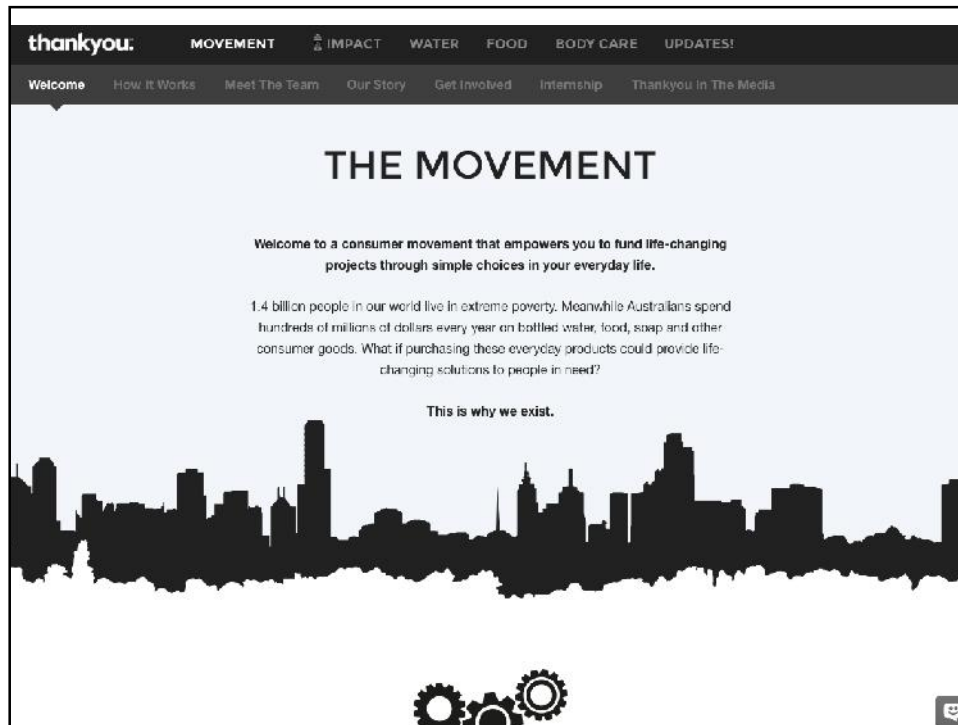 thankyou.
MOVEMENT IMPACT WATER FOOD BODY CARE UPDATES!
Welcome How It Works Meet The Team Our Story Get Involved Internship Thankyou In The Media
THE MOVEMENT
Welcome to a consumer movement that empowers you to fund life-changing
projects through simple choices in your everyday life.
1.4 billion people in our world live in extreme poverty. Meanwhile Australians spend
hundreds of millions of dollars every year on bottled water, food, soap and other
consumer goods. What if purchasing these everyday products could provide life-
changing solutions to people in need?
This is why we exist.